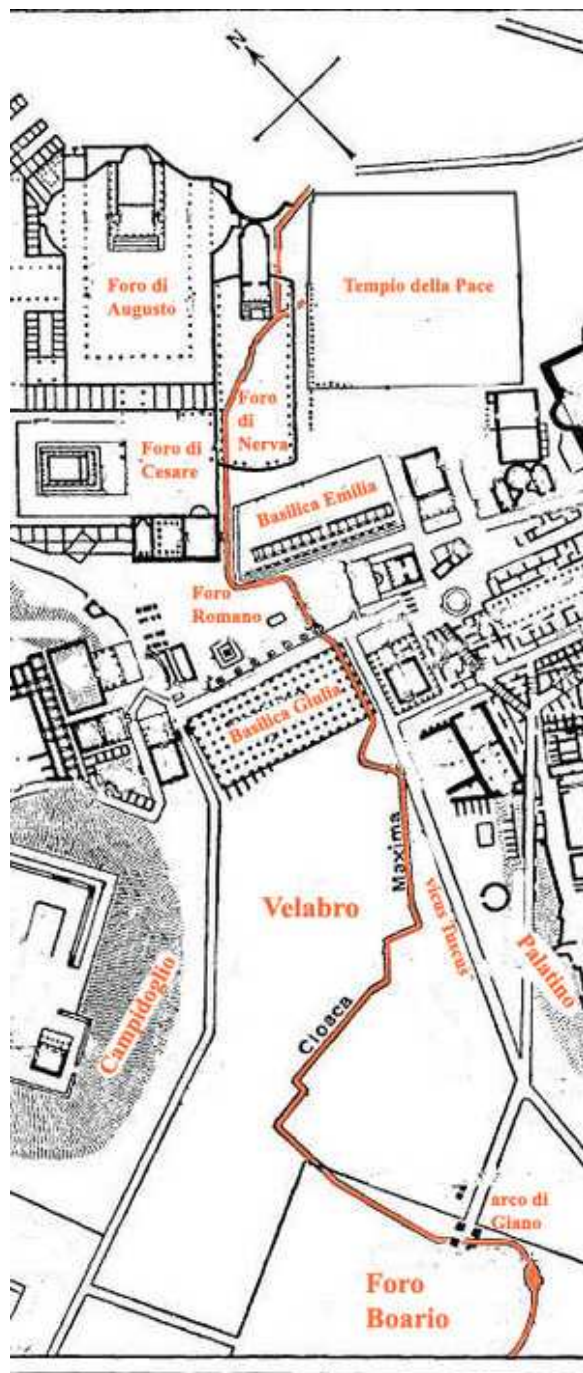 N
Foro di
Augusto
Tempio della Pace
Foro
di
Nerva
Foro di
Cesare
Basilica Emilia
Foro
Romano
Basilica Giulia
Maxima
Velabro
vicus Tuscus
Palatino
Campidoglio
Cloaca
arco di
Giano
Foro
Boario